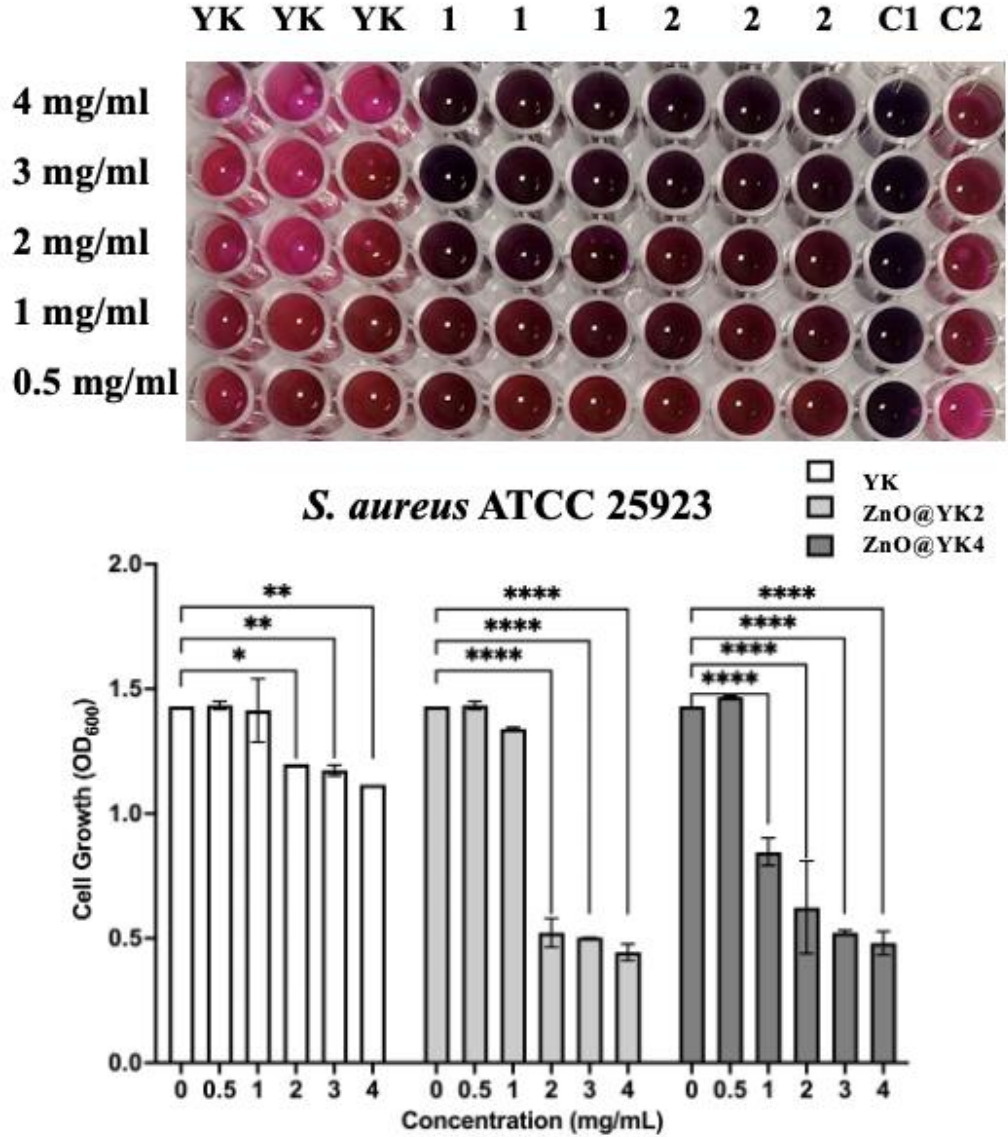 YK YK YK 1 1 1 2 2 2 C1 C2
4 mg/ml
3 mg/ml
2 mg/ml
1 mg/ml
0.5 mg/ml
S. aureus ATCC 25923
YK
ZnO@YK2
ZnO@YK4
Cell Growth (OD600)
2.0
1.5
1.0
0.5
0.0
** **** ****
** **** ****
* **** ****
****
0 0.5 1 2 3 4 0 0.5 1 2 3 4 0 0.5 1 2 3 4
Concentration (mg/mL)